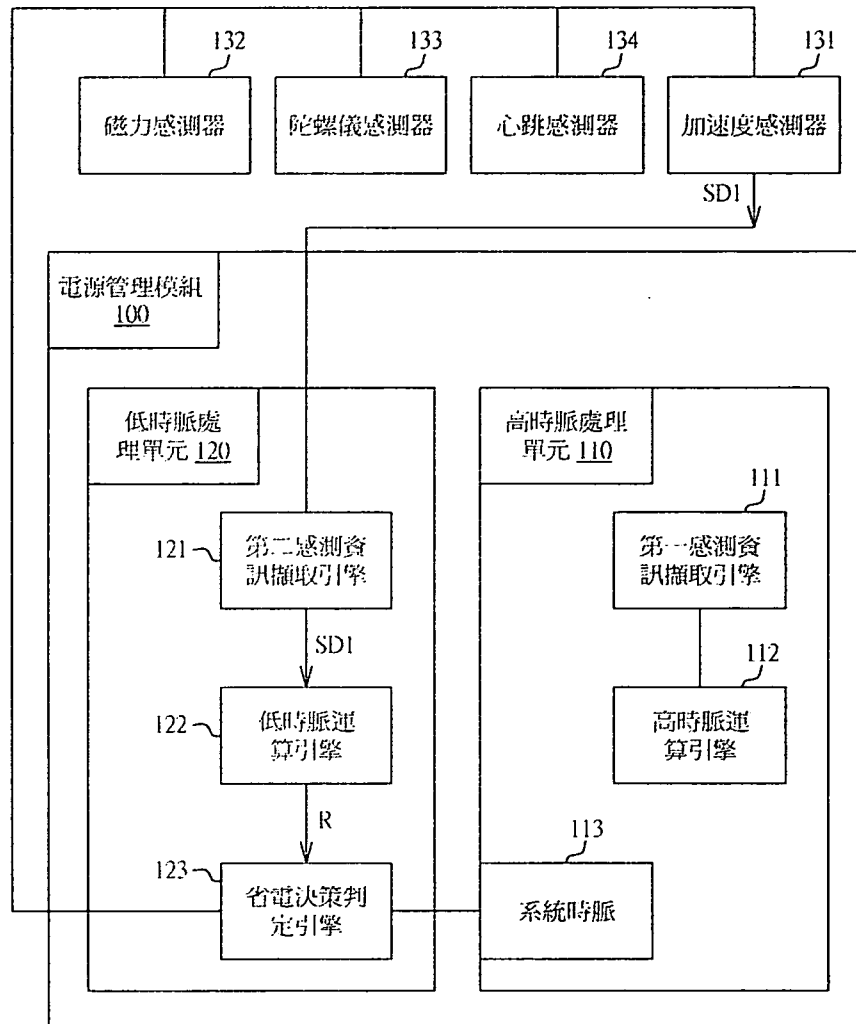 132
133
134
131
磁力感測器
陀螺儀感測器
心跳感測器
加速度感測器
SD1
電源管理模組
100
低時脈處
理單元 120
高時脈處理
單元 110
111
121
第二感測資
訊擷取引擎
第一感測資
訊擷取引擎
SD1
112
122
低時脈運
算引擎
高時脈運
算引擎
R
113
123
省電決策判
定引擎
系統時脈